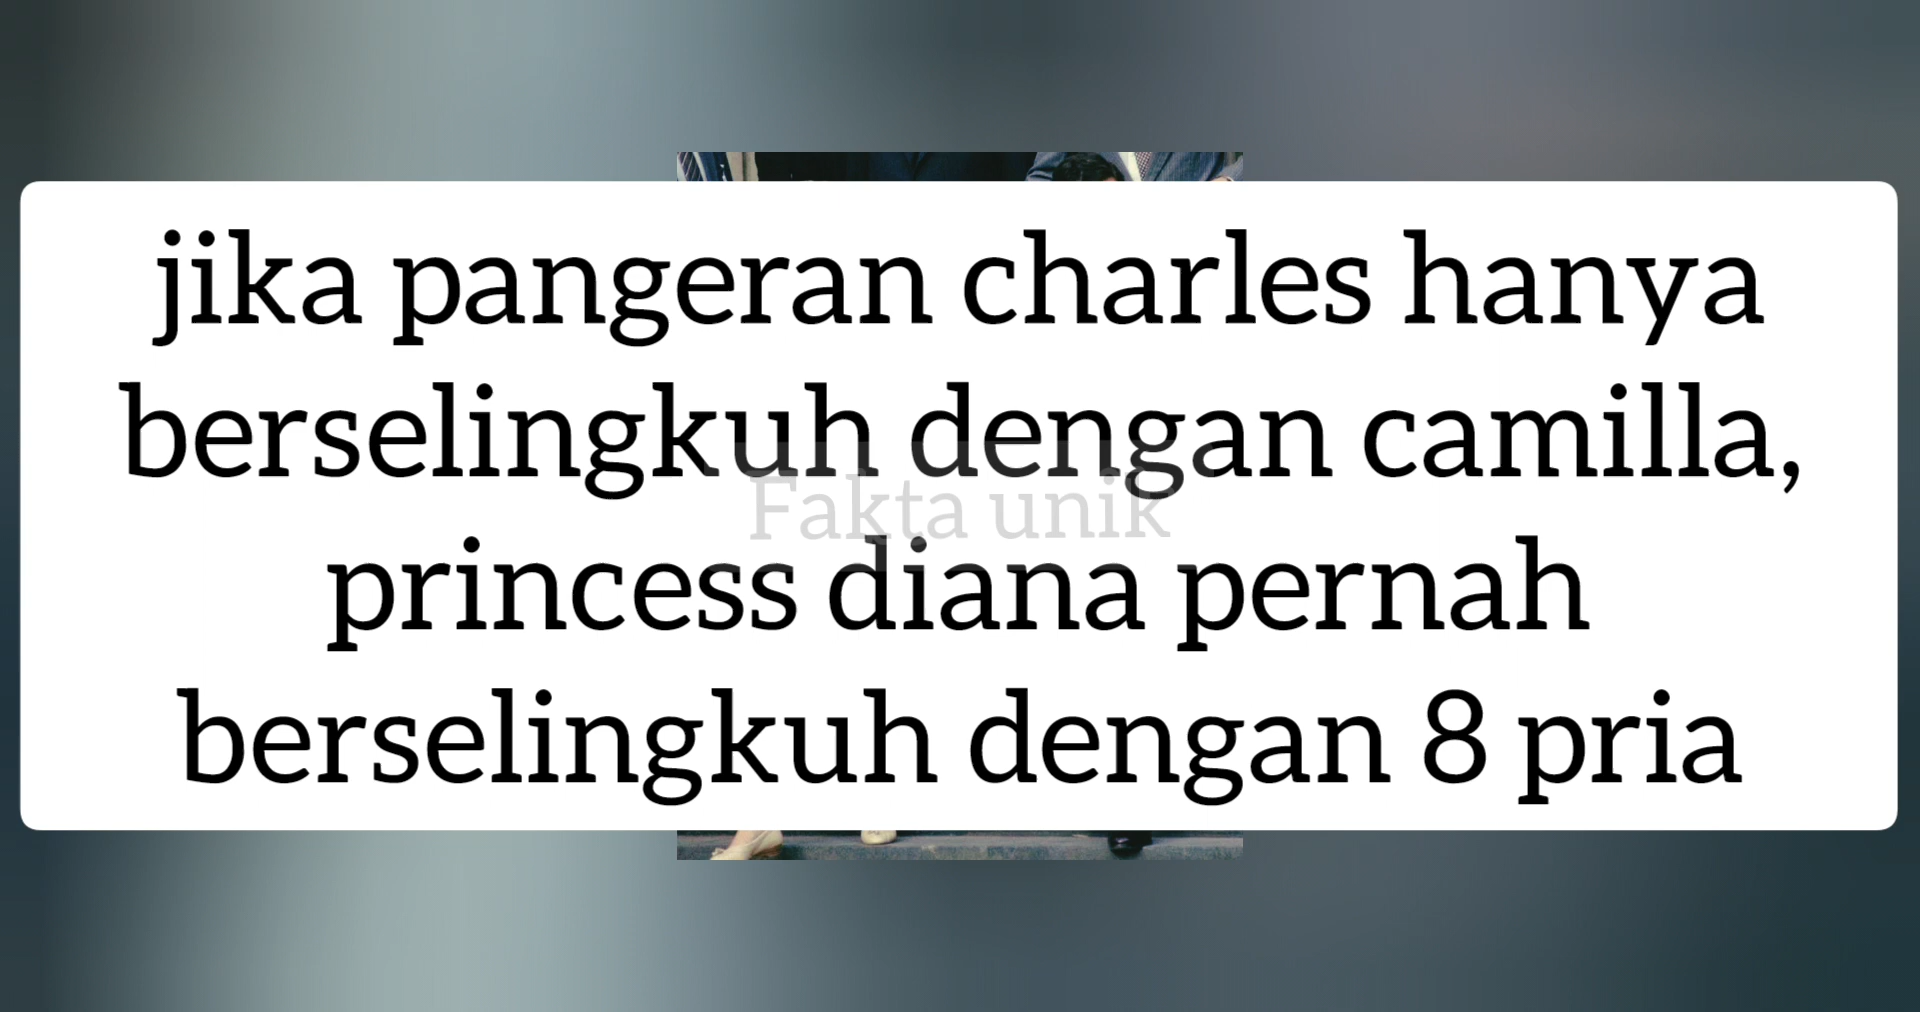 jika pangeran charles hanya
berselingkuh dengan camilla,
Fakta unik
princess diana pernah
berselingkuh dengan 8 pria